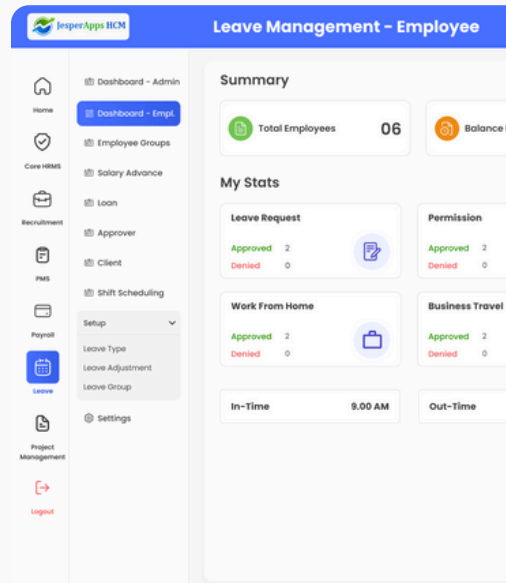 JesperApps HCM
Leave Management - Employee
Home
Core HRMS
Recruitment
PMS
Payroll
Leave
Project
Management
Logout
Dashboard - Admin
Dashboard - Empl.
Employee Groups
Salary Advance
Loan
Approver
Client
Shift Scheduling
Setup
Leave Type
Leave Adjustment
Leave Group
Settings
Summary
Total Employees 06
Balance
My Stats
Leave Request
Approved 2
Denied 0
Permission
Approved 2
Denied 0
Work From Home
Approved 2
Denied 0
Business Travel
Approved 2
Denied 0
In-Time 9.00 AM
Out-Time